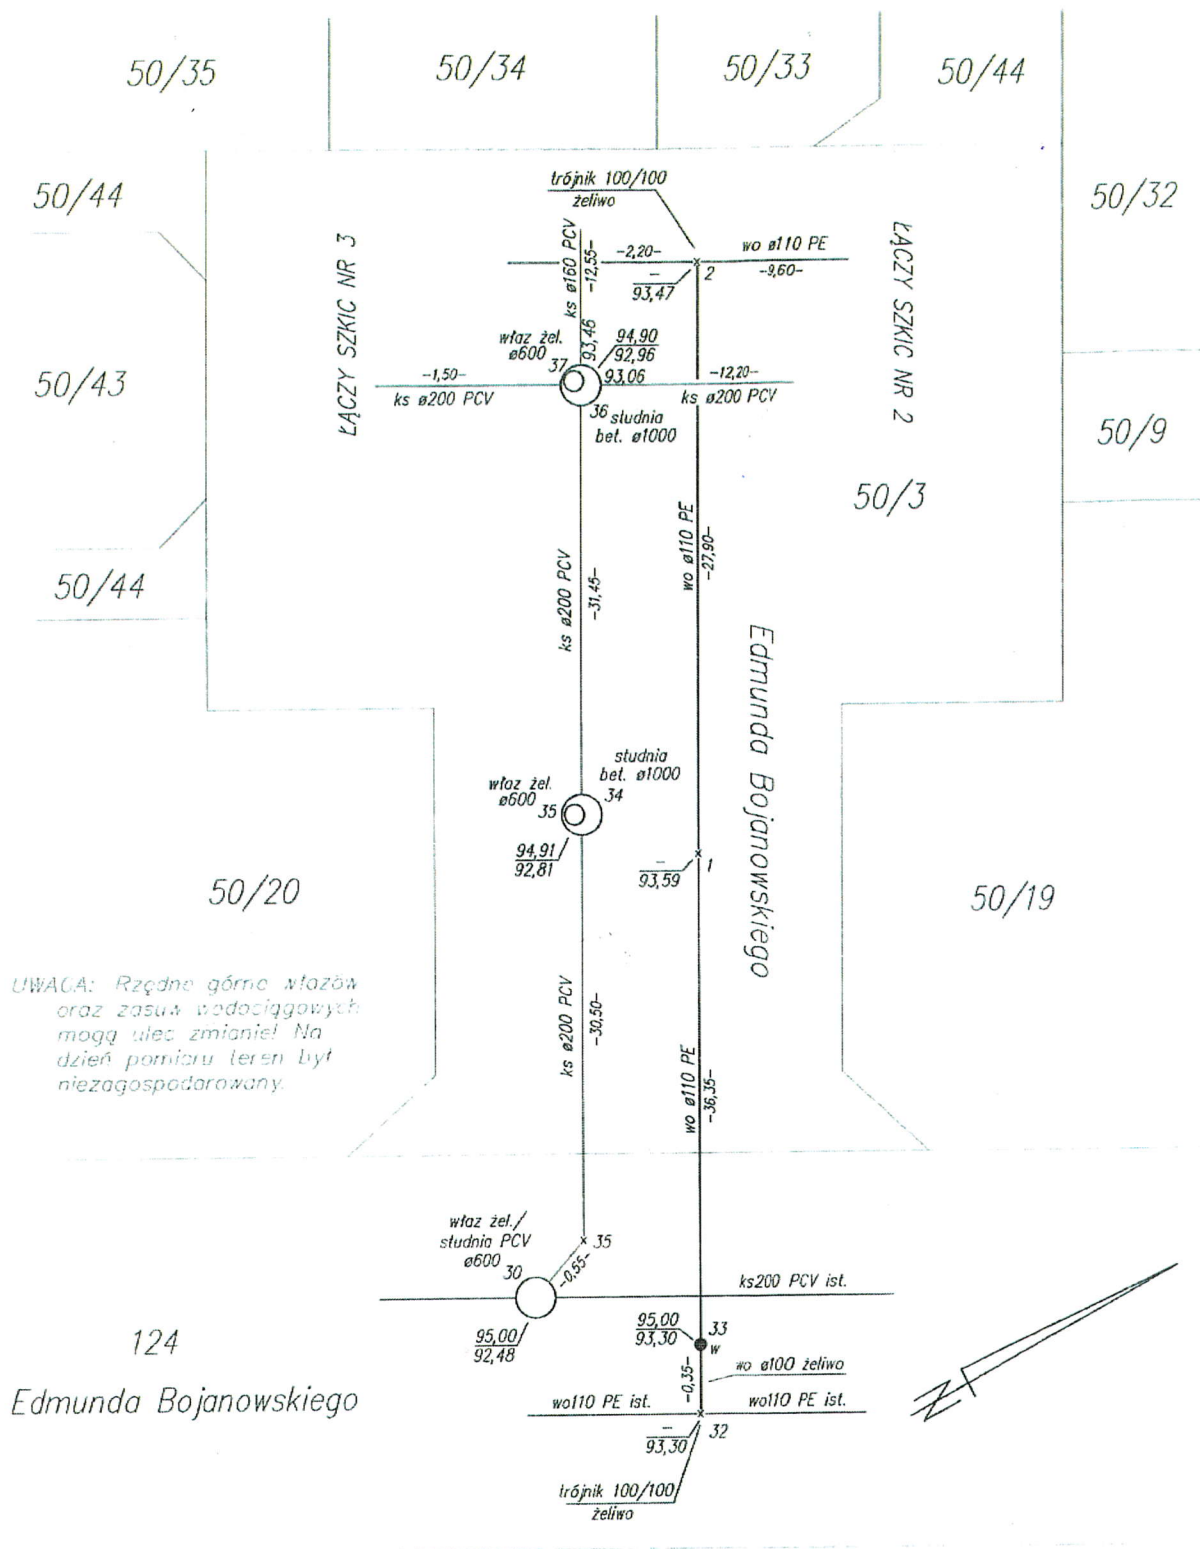 50/35
50/34
50/33
50/44
50/44
50/32
trójnik 100/100
żeliwo
ŁĄCZY SZKIC NR 3
ks ø160 PCV
-12,55-
-2,20-
wo ø110 PE
-9,60-
2
–
93,47
ŁĄCZY SZKIC NR 2
właz żel.
ø600
37
93,46
94,90
92,96
93,06
50/43
-1,50-
ks ø200 PCV
-12,20-
ks ø200 PCV
36
studnia
bet. ø1000
50/9
50/3
50/44
ks ø200 PCV
-31,45-
wo ø110 PE
-27,90-
Edmunda Bojanowskiego
studnia
bet. ø1000
właz żel.
ø600
35
34
94,91
92,81
–
93,59
1
50/20
50/19
UWAGA: Rzędne górne włazów
oraz zasuw wodociągowych
mogą ulec zmianie! Na
dzień pomiaru teren był
niezagospodarowany.
ks ø200 PCV
-30,50-
wo ø110 PE
-36,35-
właz żel./
studnia PCV
ø600
30
35
-0,55-
ks200 PCV ist.
95,00
92,48
95,00
93,30
33
w
124
Edmunda Bojanowskiego
-0,35-
wo ø100 żeliwo
wo110 PE ist.
wo110 PE ist.
–
93,30
32
trójnik 100/100
żeliwo
N